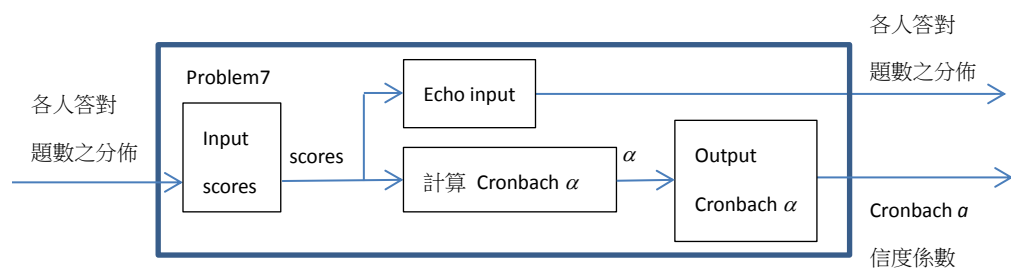 各人答對
題數之分佈
Problem7
Input
scores
scores
Echo input
計算 Cronbach α
α
Output
Cronbach α
各人答對
題數之分佈
Cronbach a
信度係數